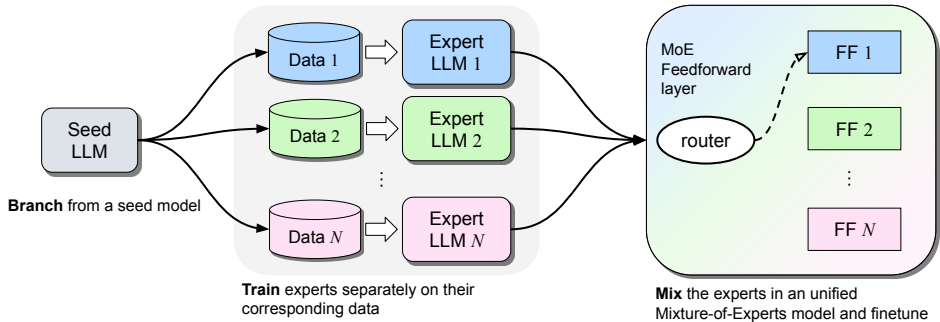 Seed
LLM
Branch from a seed model
Data 1
Expert
LLM 1
Data 2
Expert
LLM 2
⋮
Data N
Expert
LLM N
Train experts separately on their
corresponding data
MoE
Feedforward
layer
router
FF 1
FF 2
⋮
FF N
Mix the experts in an unified
Mixture-of-Experts model and finetune